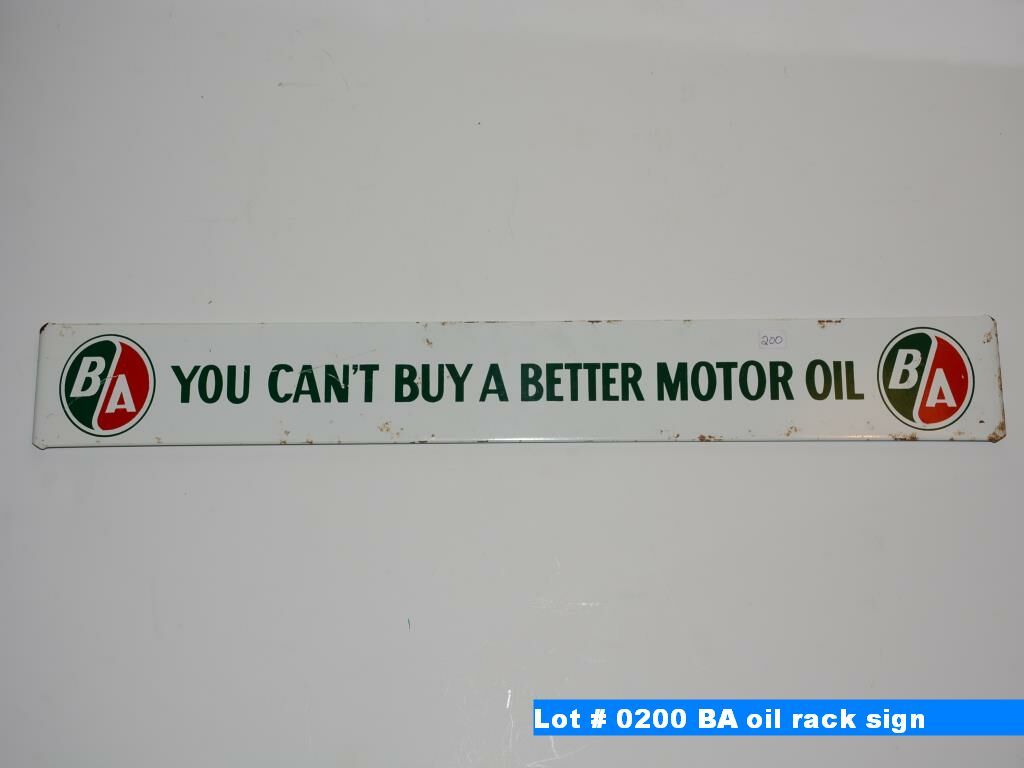 BA YOU CAN'T BUY A BETTER MOTOR OIL BA
200
Lot # 0200 BA oil rack sign